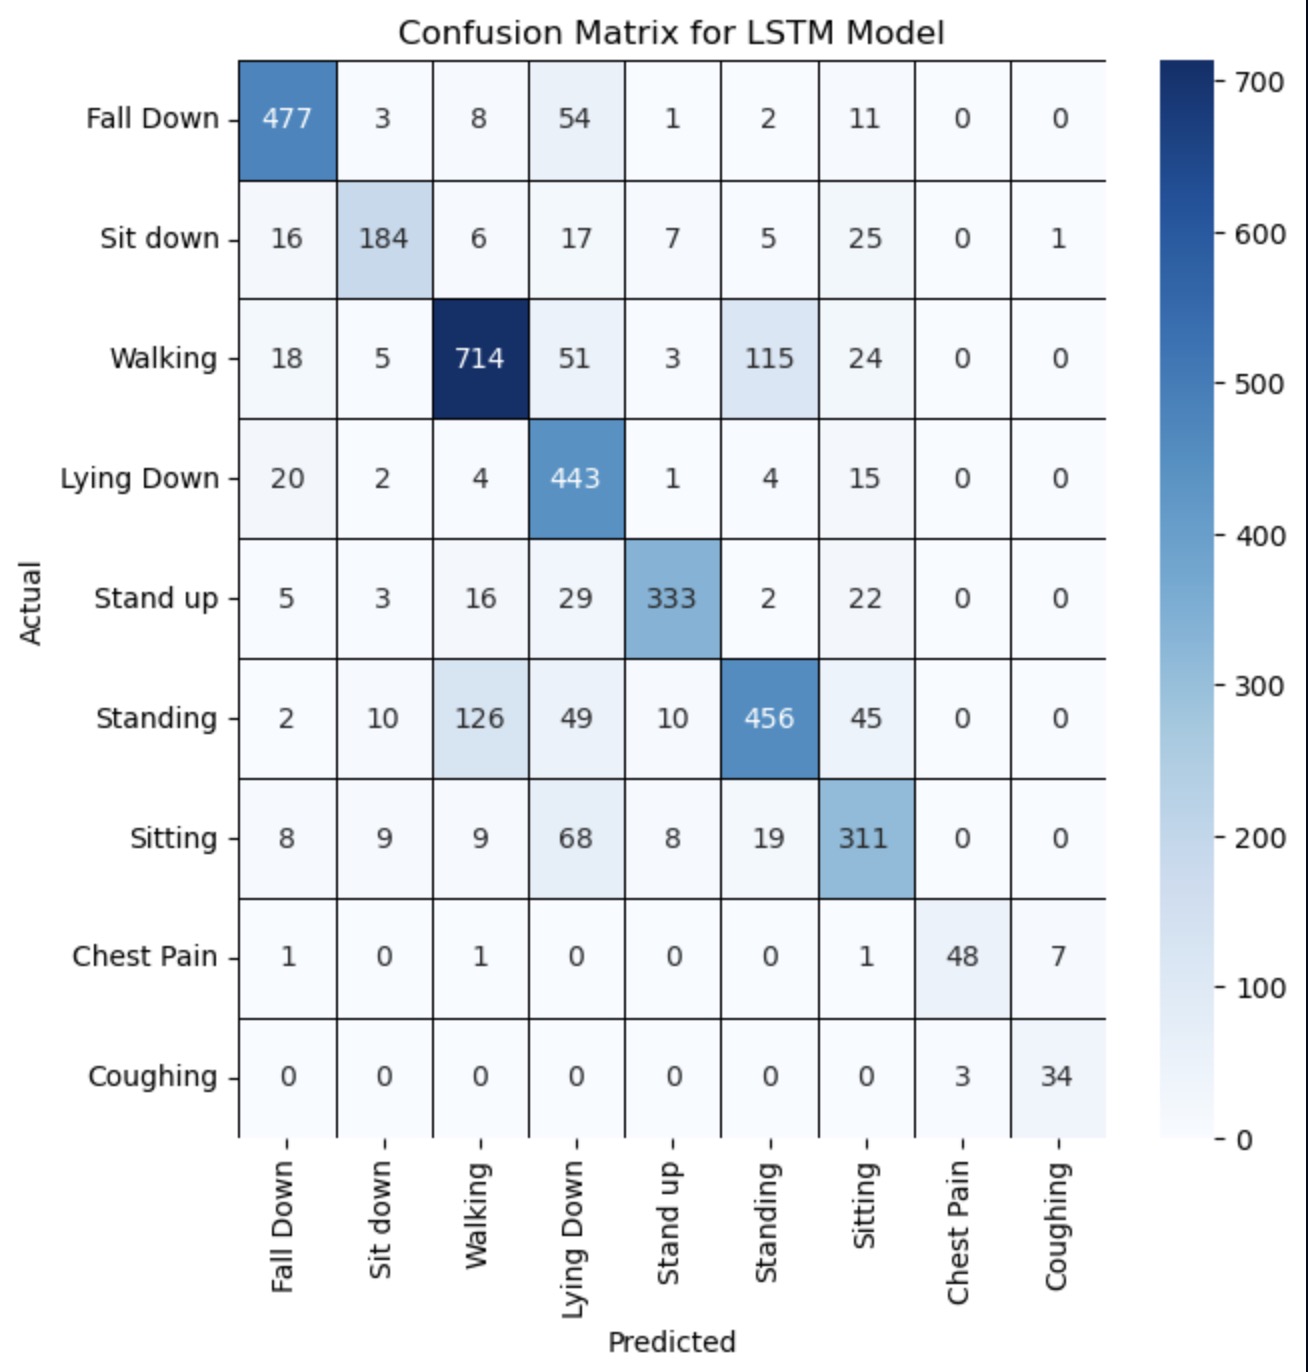 Confusion Matrix for LSTM Model
Fall Down 477 3 8 54 1 2 11 0 0
Sit down 16 184 6 17 7 5 25 0 1
Walking 18 5 714 51 3 115 24 0 0
Lying Down 20 2 4 443 1 4 15 0 0
Stand up 5 3 16 29 333 2 22 0 0
Standing 2 10 126 49 10 456 45 0 0
Sitting 8 9 9 68 8 19 311 0 0
Chest Pain 1 0 1 0 0 0 1 48 7
Coughing 0 0 0 0 0 0 0 3 34
Actual
Fall Down Sit down Walking Lying Down Stand up Standing Sitting Chest Pain Coughing
Predicted
700
600
500
400
300
200
100
0